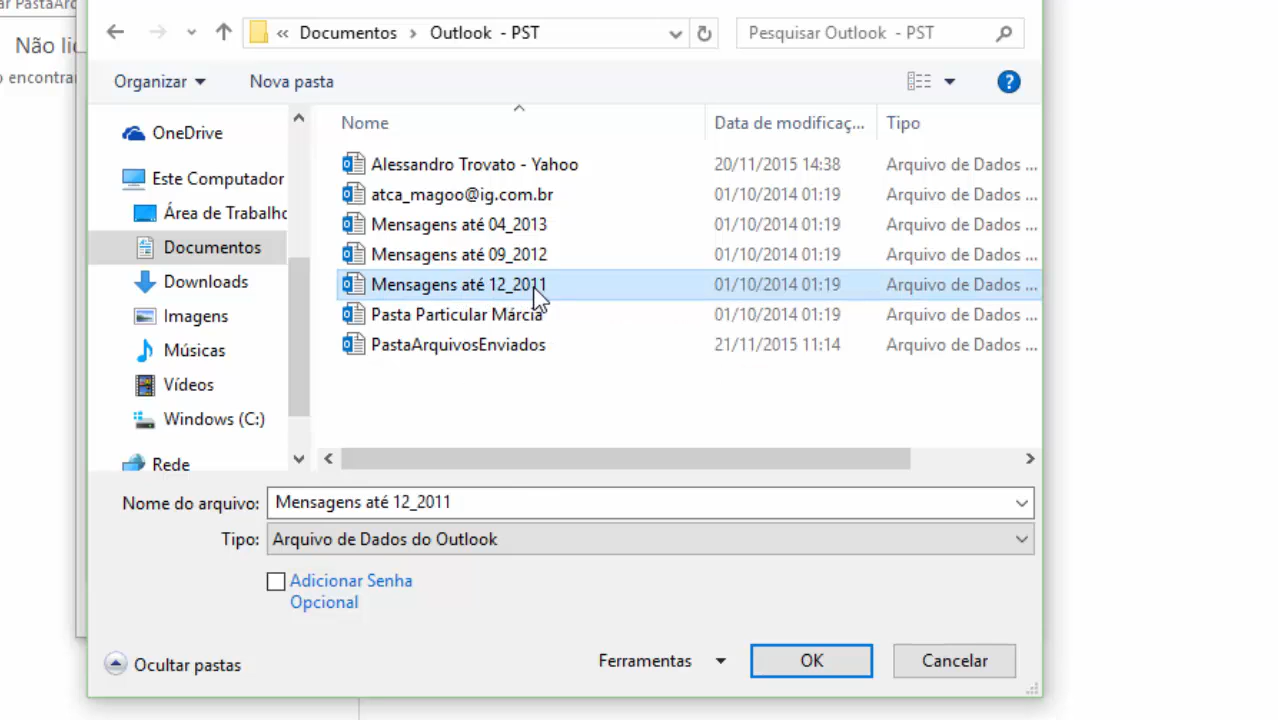 ar PastaArc
Não lic
o encontrar
« Documentos > Outlook - PST
Pesquisar Outlook - PST
Organizar
Nova pasta
?
Nome
Data de modificaç...
Tipo
OneDrive
Este Computador
Área de Trabalho
Documentos
Downloads
Imagens
Músicas
Vídeos
Windows (C:)
Rede
Alessandro Trovato - Yahoo 20/11/2015 14:38 Arquivo de Dados ...
atca_magoo@ig.com.br 01/10/2014 01:19 Arquivo de Dados ...
Mensagens até 04_2013 01/10/2014 01:19 Arquivo de Dados ...
Mensagens até 09_2012 01/10/2014 01:19 Arquivo de Dados ...
Mensagens até 12_2011 01/10/2014 01:19 Arquivo de Dados ...
Pasta Particular Márcia 01/10/2014 01:19 Arquivo de Dados ...
PastaArquivosEnviados 21/11/2015 11:14 Arquivo de Dados ...
Nome do arquivo: Mensagens até 12_2011
Tipo: Arquivo de Dados do Outlook
Adicionar Senha
Opcional
Ocultar pastas
Ferramentas
OK
Cancelar